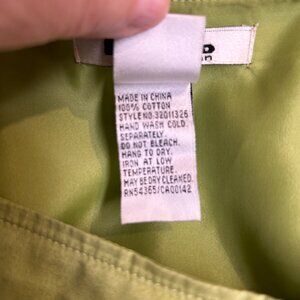 MADE IN CHINA
100% COTTON
STYLE NO:32011326
HAND WASH COLD.
SEPARATELY.
DO NOT BLEACH.
HANG TO DRY.
IRON AT LOW
TEMPERATURE.
MAY BE DRY CLEANED.
RN54365/CA00142